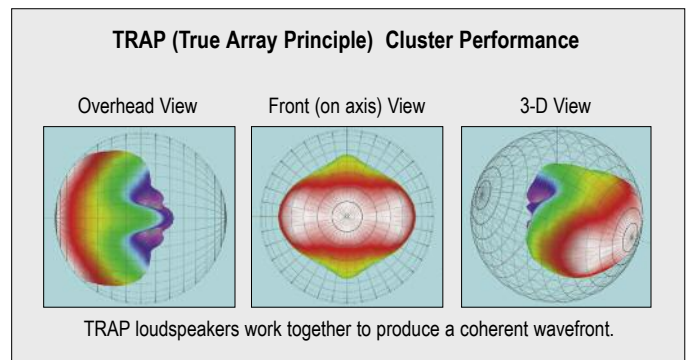 TRAP (True Array Principle) Cluster Performance
Overhead View
Front (on axis) View
3-D View
TRAP loudspeakers work together to produce a coherent wavefront.